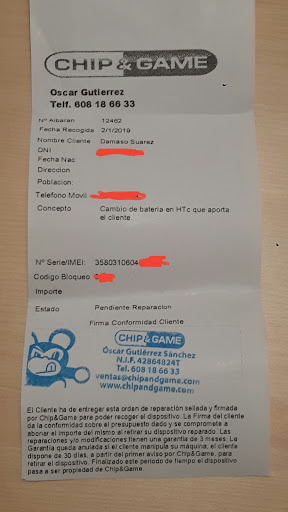 CHIP & GAME
Oscar Gutierrez
Telf. 608 18 66 33
Nº Albaran 12462
Fecha Recogida 2/1/2019
Nombre Cliente Damaso Suarez
DNI
Fecha Nac
Direccion
Poblacion:
Telefono Movil
Concepto Cambio de bateria en HTc que aporta
el cliente.
Nº Serie/IMEI: 3580310604
Codigo Bloqueo
Importe
Estado Pendiente Reparacion
Firma Conformidad Cliente
CHIP & GAME
Óscar Gutiérrez Sánchez
N.I.F. 42864824T
Tel. 608 18 66 33
ventas@chipandgame.com
www.chipandgame.com
El Cliente ha de entregar esta orden de reparación sellada y firmada
por Chip&Game para poder recoger el dispositivo. La Firma del Cliente
da la conformidad sobre el presupuesto dado y se compromete a
abonar el importe del mismo al retirar su dispositivo reparado. Las
reparaciones y/o modificaciones tienen una garantia de 3 meses. La
Garantía queda anulada si el cliente manipula su máquina, el cliente
dispone de 30 dias, a partir del primer aviso por Chip&Game, para
retirar el dispositivo. Finalizado este periodo de tiempo el dispositivo
pasa a ser propiedad de Chip&Game.